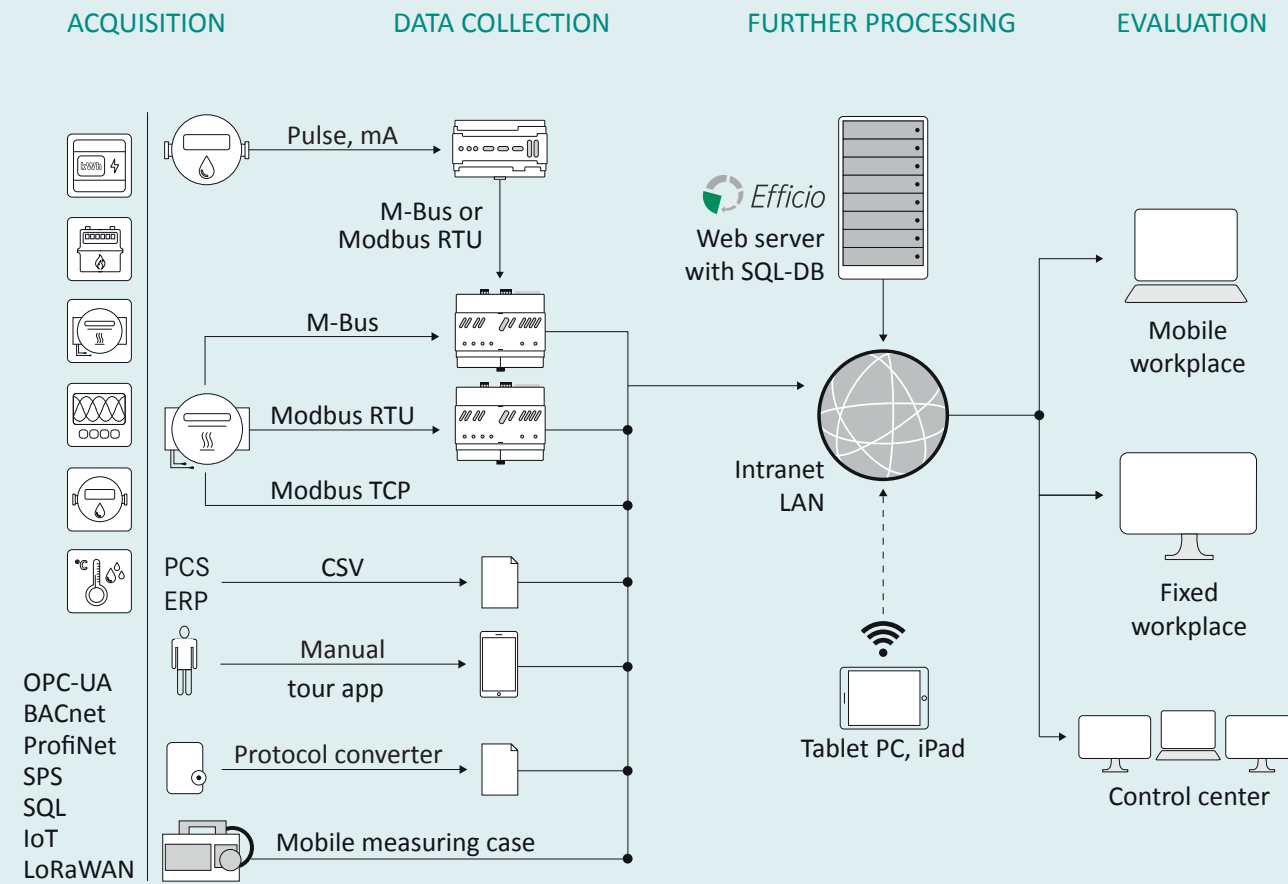 ACQUISITION
DATA COLLECTION
FURTHER PROCESSING
EVALUATION
kWh
Pulse, mA
M-Bus or
Modbus RTU
Efficio
Web server
with SQL-DB
M-Bus
Mobile
workplace
Modbus RTU
Intranet
LAN
Modbus TCP
°C
PCS
ERP
CSV
Fixed
workplace
Manual
tour app
OPC-UA
BACnet
ProfiNet
SPS
SQL
IoT
LoRaWAN
Protocol converter
Tablet PC, iPad
Control center
Mobile measuring case